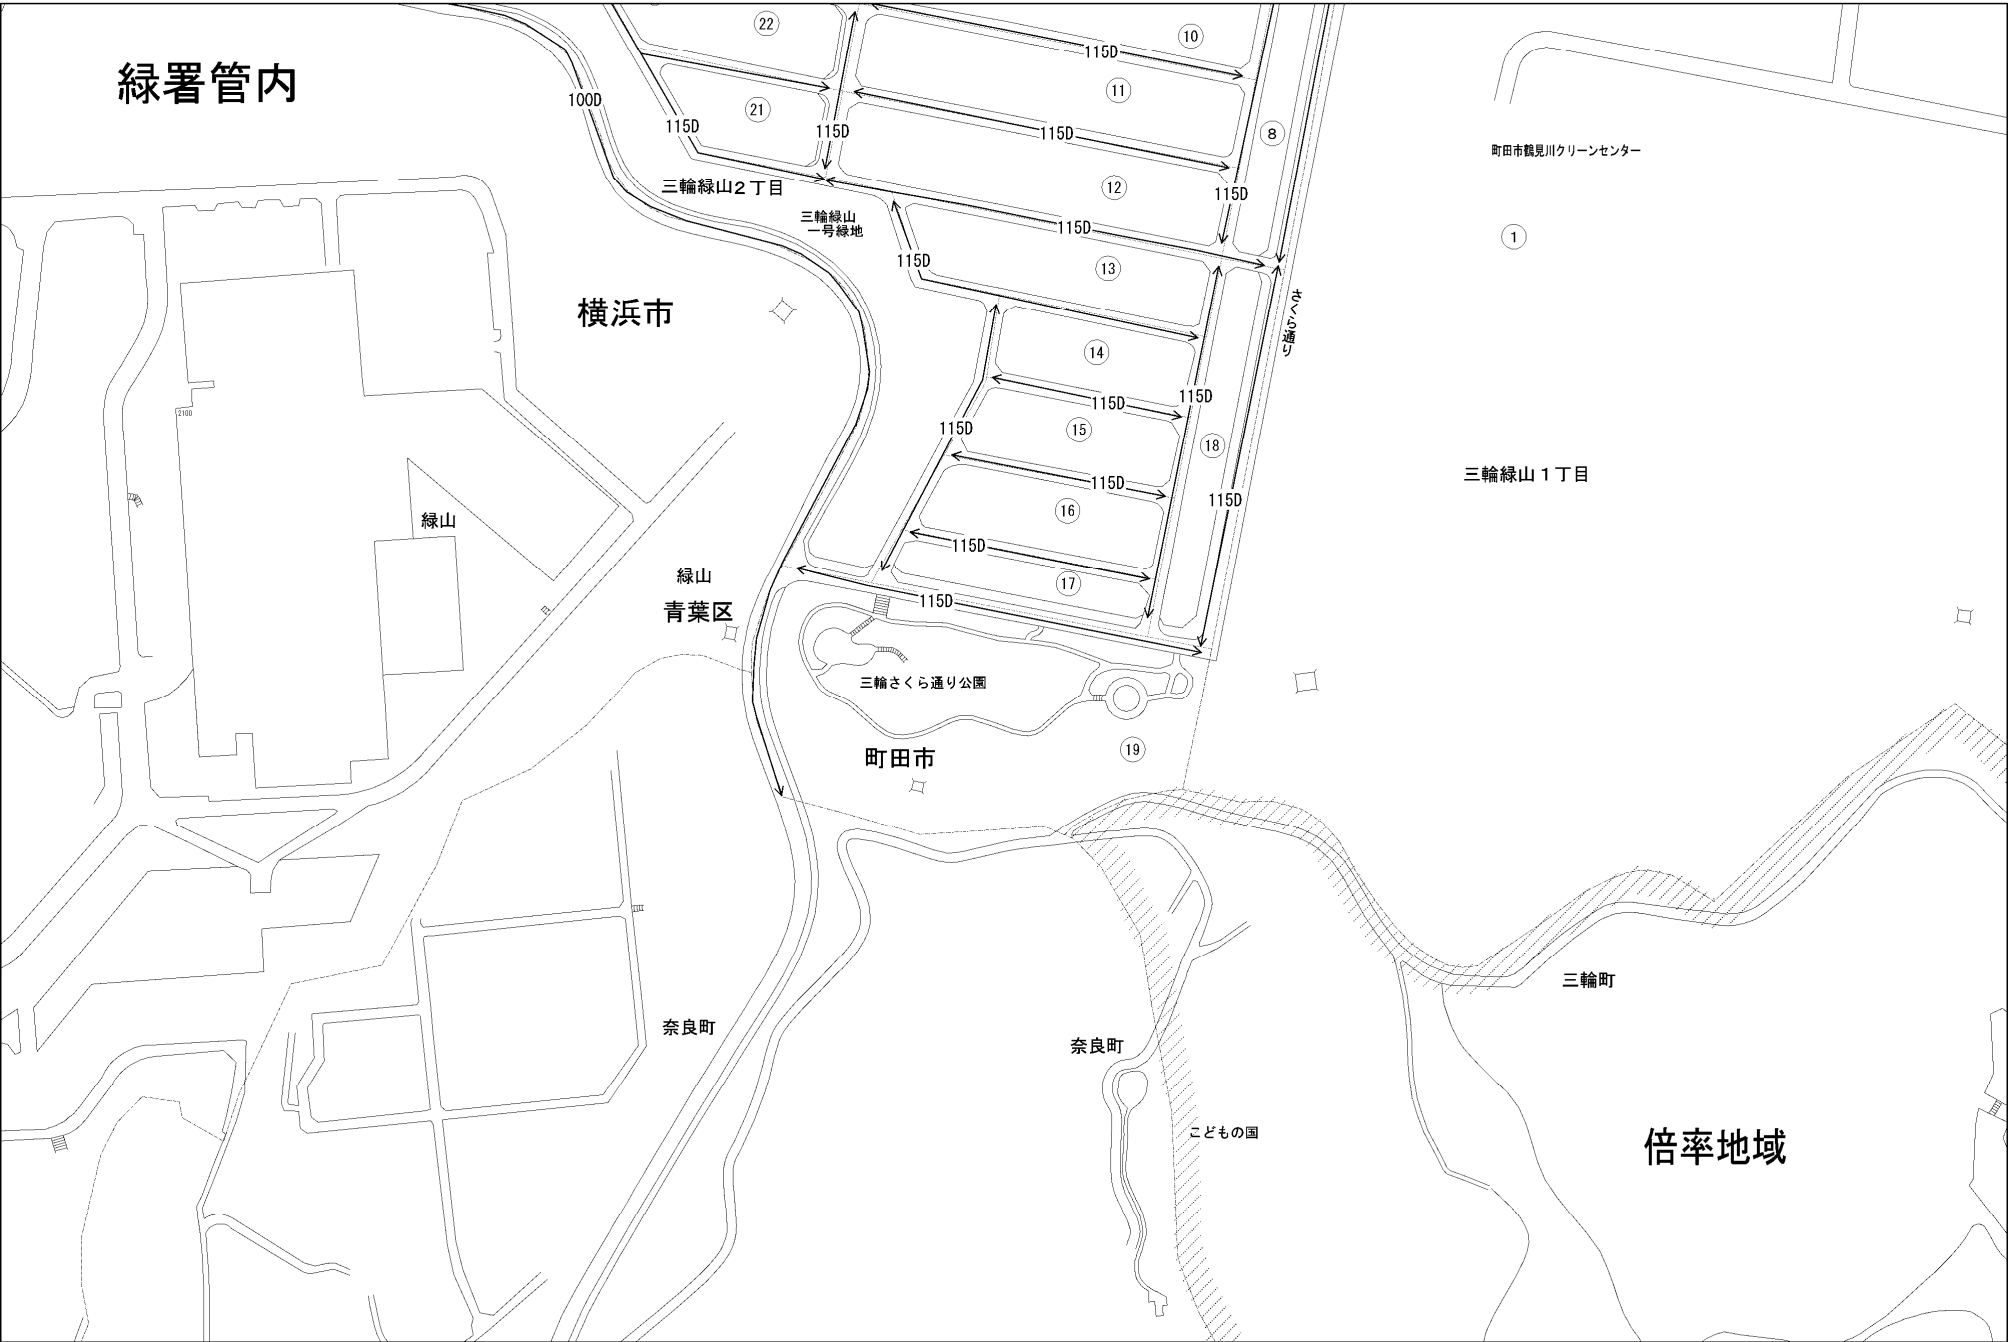 22
10
115D
緑署管内
11
100D
21
115D
115D
115D
8
町田市鶴見川クリーンセンター
三輪緑山2丁目
12
115D
三輪緑山
一号緑地
115D
1
115D
13
横浜市
さくら通り
14
115D
115D
210D
115D
15
18
三輪緑山1丁目
115D
115D
16
緑山
115D
緑山
17
青葉区
115D
三輪さくら通り公園
町田市
19
三輪町
奈良町
奈良町
こどもの国
倍率地域